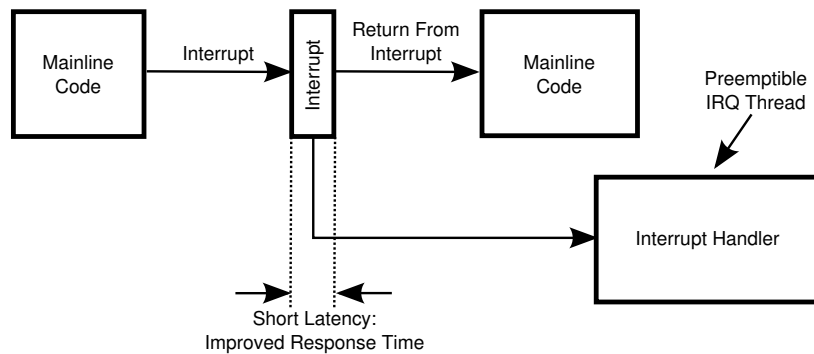 Mainline
Code
Interrupt
Interrupt
Return From
Interrupt
Mainline
Code
Preemptible
IRQ Thread
Interrupt Handler
Short Latency:
Improved Response Time